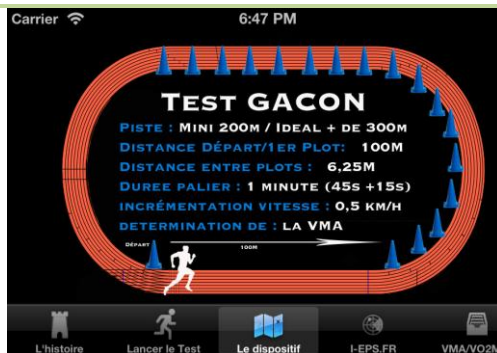 Carrier 6:47 PM
TEST GACON
PISTE : MINI 200M / IDEAL + DE 300M
DISTANCE DÉPART/1ER PLOT: 100M
DISTANCE ENTRE PLOTS : 6,25M
DUREE PALIER : 1 MINUTE (45S +15S)
INCRÉMENTATION VITESSE : 0,5 KM/H
DETERMINATION DE : LA VMA
DÉPART 100M
L'histoire Lancer le Test Le dispositif I-EPS.FR VMA/VO2M